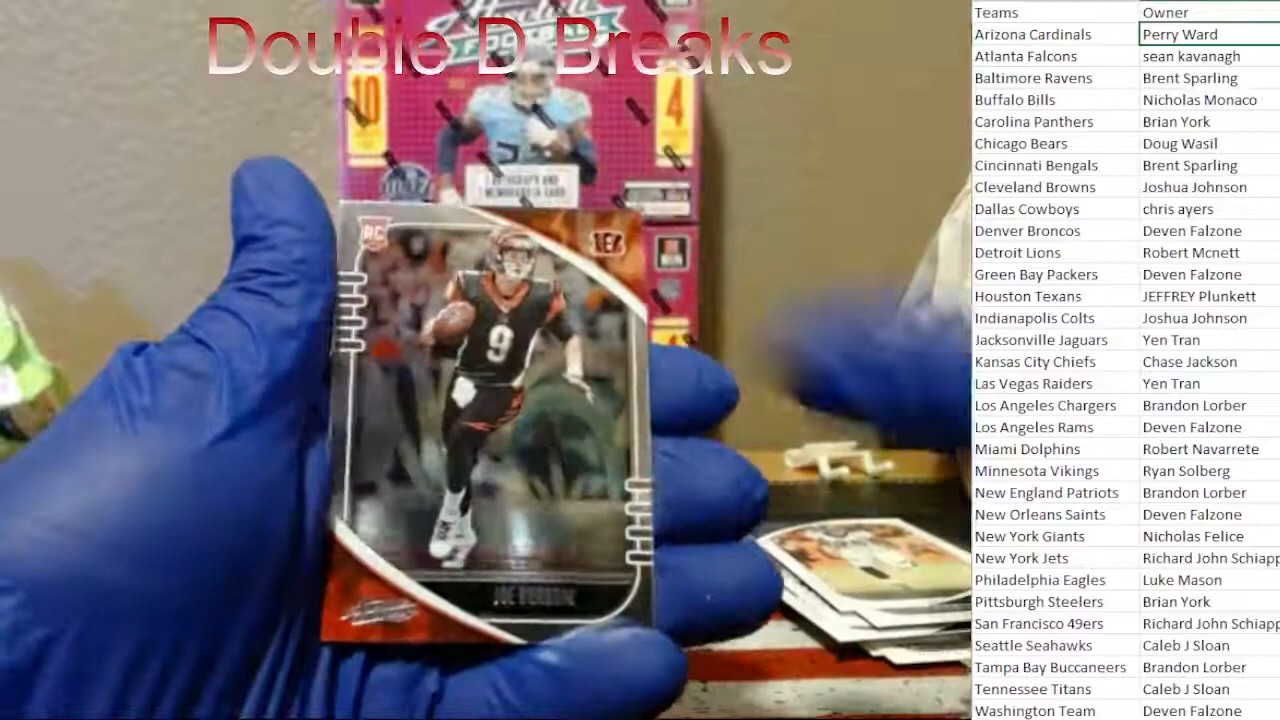 Double D Breaks
Absolute
FOOTBALL
10
4
AUTOGRAPH AND
MEMORABILIA CARD
RC
9
JOE BURROW
Teams Owner
Arizona Cardinals Perry Ward
Atlanta Falcons sean kavanagh
Baltimore Ravens Brent Sparling
Buffalo Bills Nicholas Monaco
Carolina Panthers Brian York
Chicago Bears Doug Wasil
Cincinnati Bengals Brent Sparling
Cleveland Browns Joshua Johnson
Dallas Cowboys chris ayers
Denver Broncos Deven Falzone
Detroit Lions Robert Mcnett
Green Bay Packers Deven Falzone
Houston Texans JEFFREY Plunkett
Indianapolis Colts Joshua Johnson
Jacksonville Jaguars Yen Tran
Kansas City Chiefs Chase Jackson
Las Vegas Raiders Yen Tran
Los Angeles Chargers Brandon Lorber
Los Angeles Rams Deven Falzone
Miami Dolphins Robert Navarrete
Minnesota Vikings Ryan Solberg
New England Patriots Brandon Lorber
New Orleans Saints Deven Falzone
New York Giants Nicholas Felice
New York Jets Richard John Schiapp
Philadelphia Eagles Luke Mason
Pittsburgh Steelers Brian York
San Francisco 49ers Richard John Schiapp
Seattle Seahawks Caleb J Sloan
Tampa Bay Buccaneers Brandon Lorber
Tennessee Titans Caleb J Sloan
Washington Team Deven Falzone